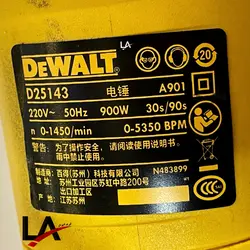 LA
20
DEWALT
D25143 电锤 A901
220V~ 50Hz 900W 30s/90s
n 0-1450/min 0-5350 BPM
警告！为安全操作，请阅读使用说明书。
雨中禁止使用。
制造商：百得（苏州）科技有限公司 N483899
地 址：苏州工业园区苏虹中路200号
出口加工区
产 地：江苏苏州
CCC
LA